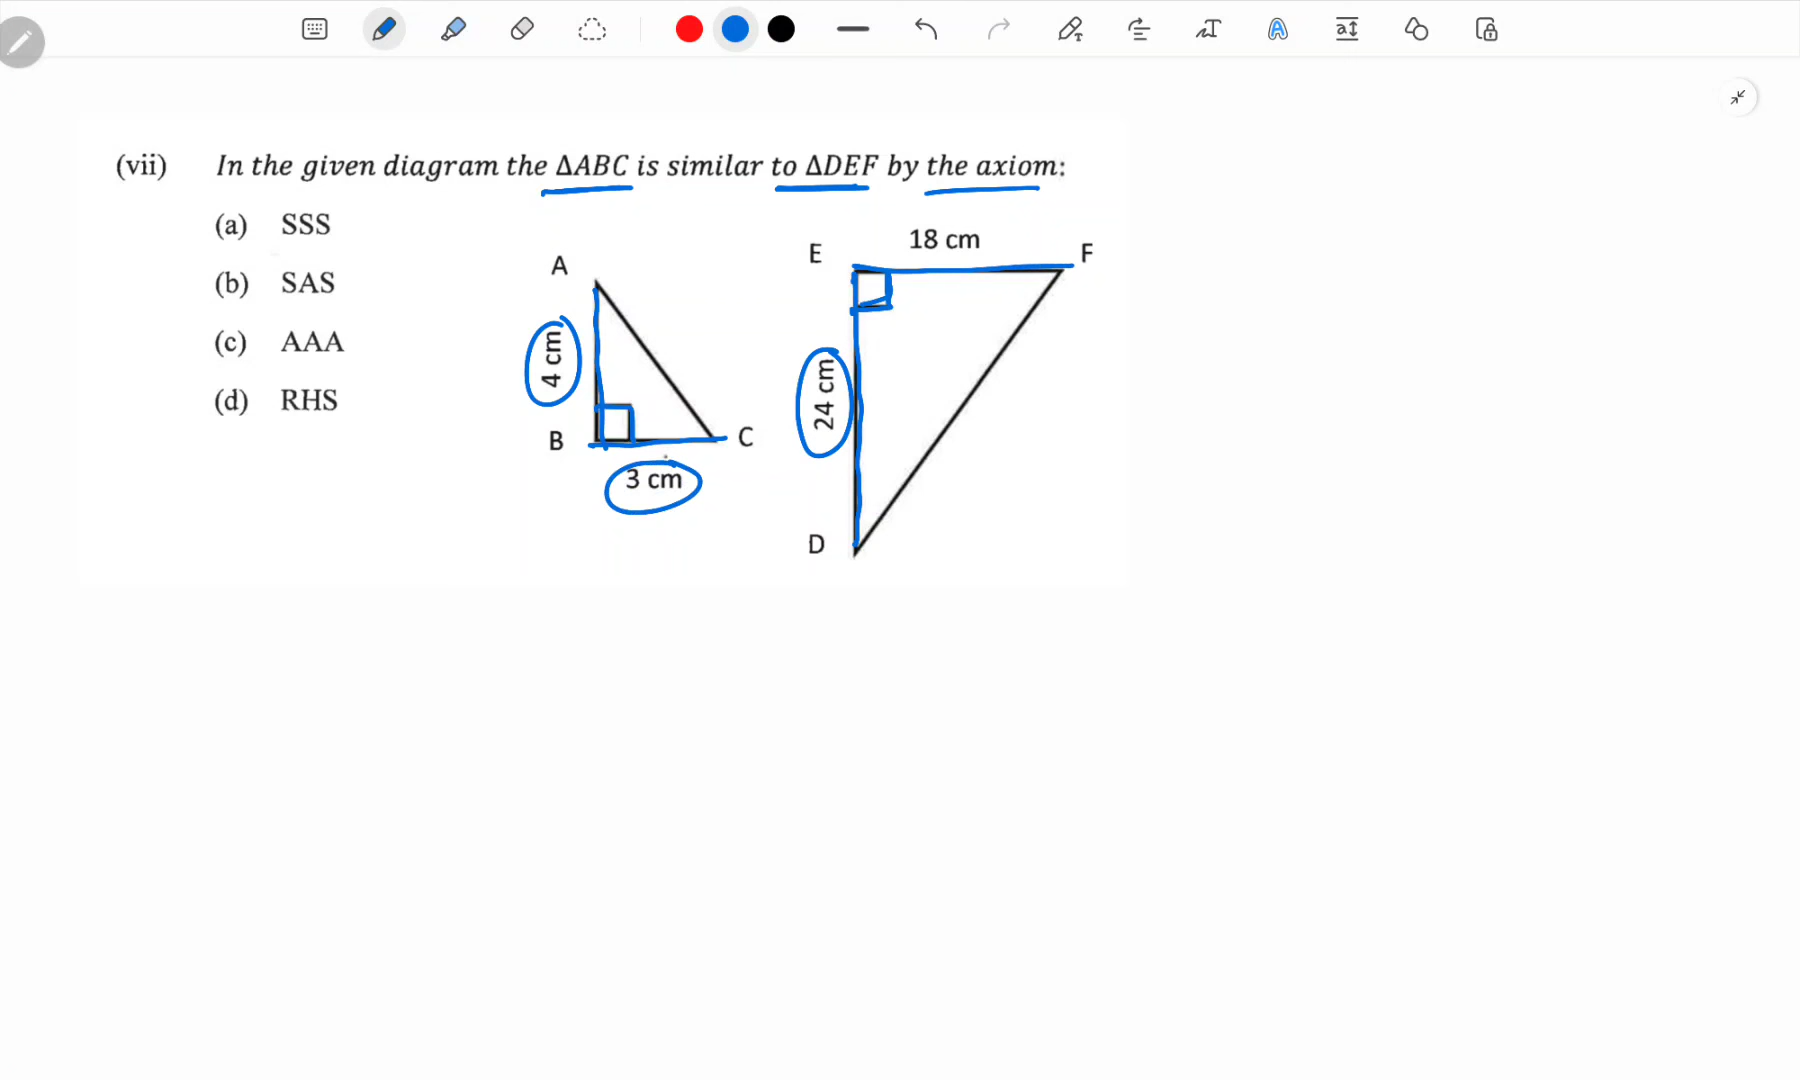 (vii) In the given diagram the ΔABC is similar to ΔDEF by the axiom:
(a) SSS
(b) SAS
(c) AAA
(d) RHS
A
4 cm
B
C
3 cm
E
18 cm
F
24 cm
D